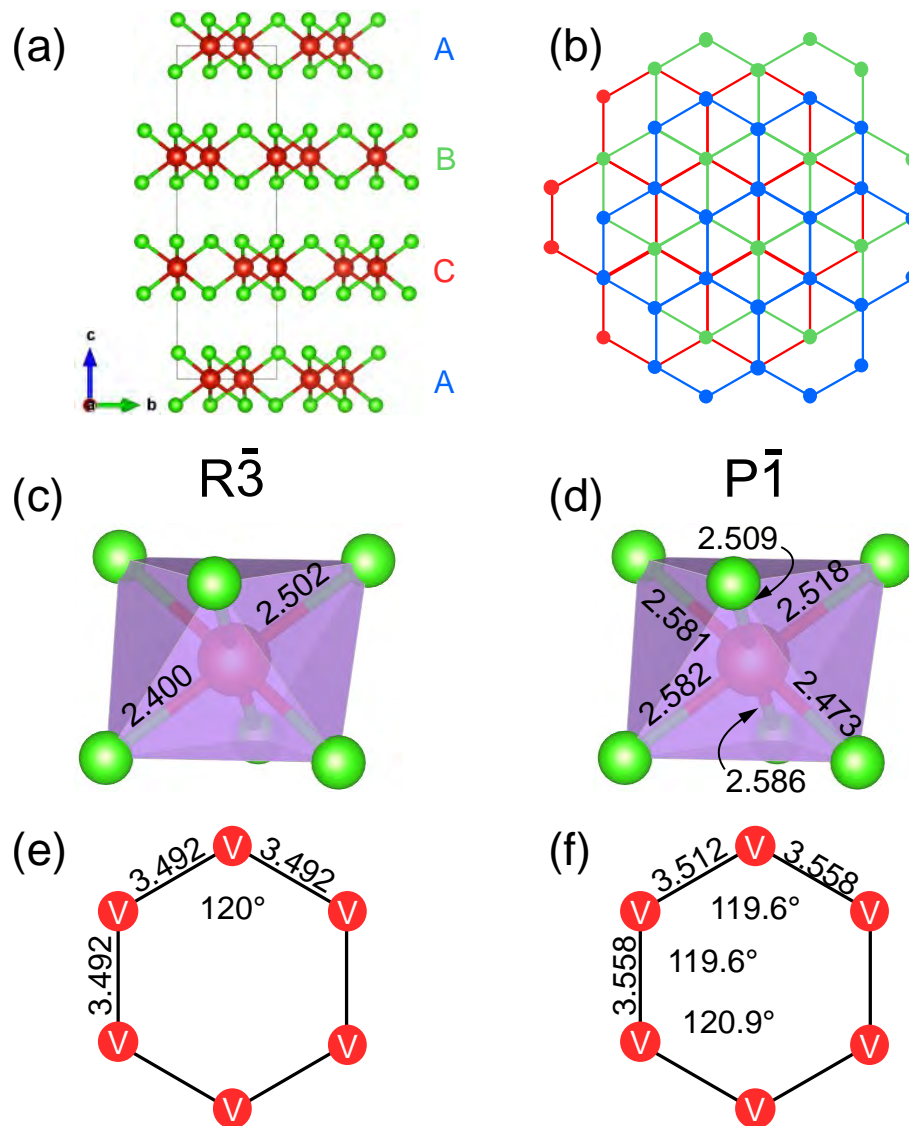 (a)
A
B
C
A
c
a
b
(b)
R3̄
P1̄
(c)
2.502
2.400
(d)
2.509
2.518
2.581
2.582
2.473
2.586
(e)
V
3.492
3.492
V
V
120°
3.492
V
V
V
(f)
V
3.512
3.558
V
V
119.6°
3.558
119.6°
120.9°
V
V
V